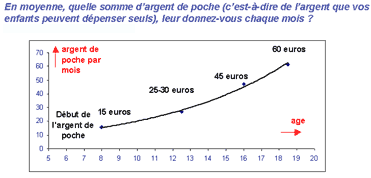 En moyenne, quelle somme d'argent de poche (c'est-à-dire de l'argent que vos
enfants peuvent dépenser seuls), leur donnez-vous chaque mois ?
70
60
50
40
30
20
10
0
argent de
poche par
mois
60 euros
45 euros
25-30 euros
15 euros
Début de
l'argent de
poche
age
5 6 7 8 9 10 11 12 13 14 15 16 17 18 19 20